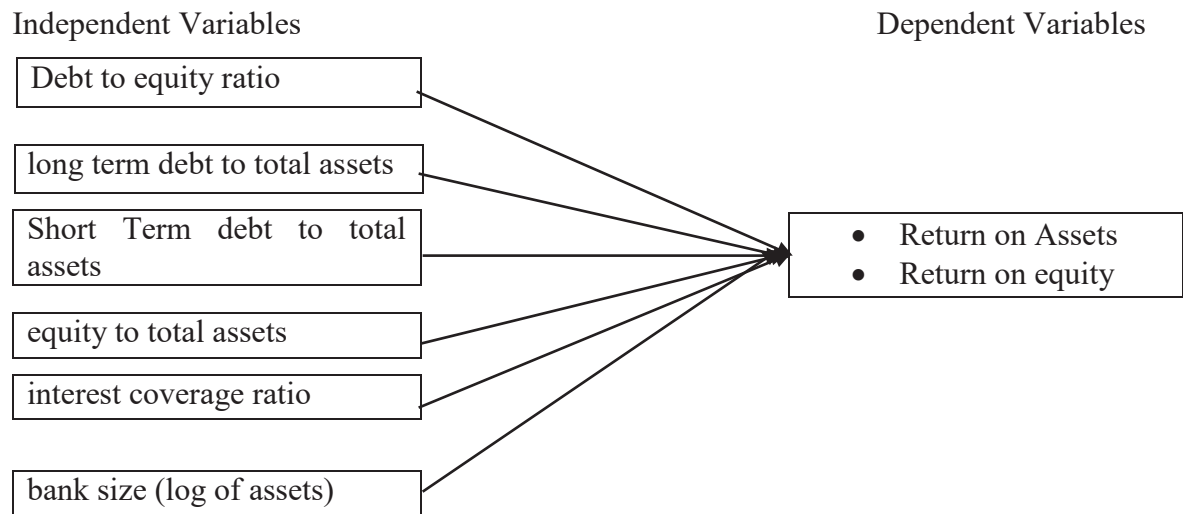 Independent Variables
Dependent Variables
Debt to equity ratio
long term debt to total assets
Short Term debt to total
assets
equity to total assets
interest coverage ratio
bank size (log of assets)
• Return on Assets
• Return on equity